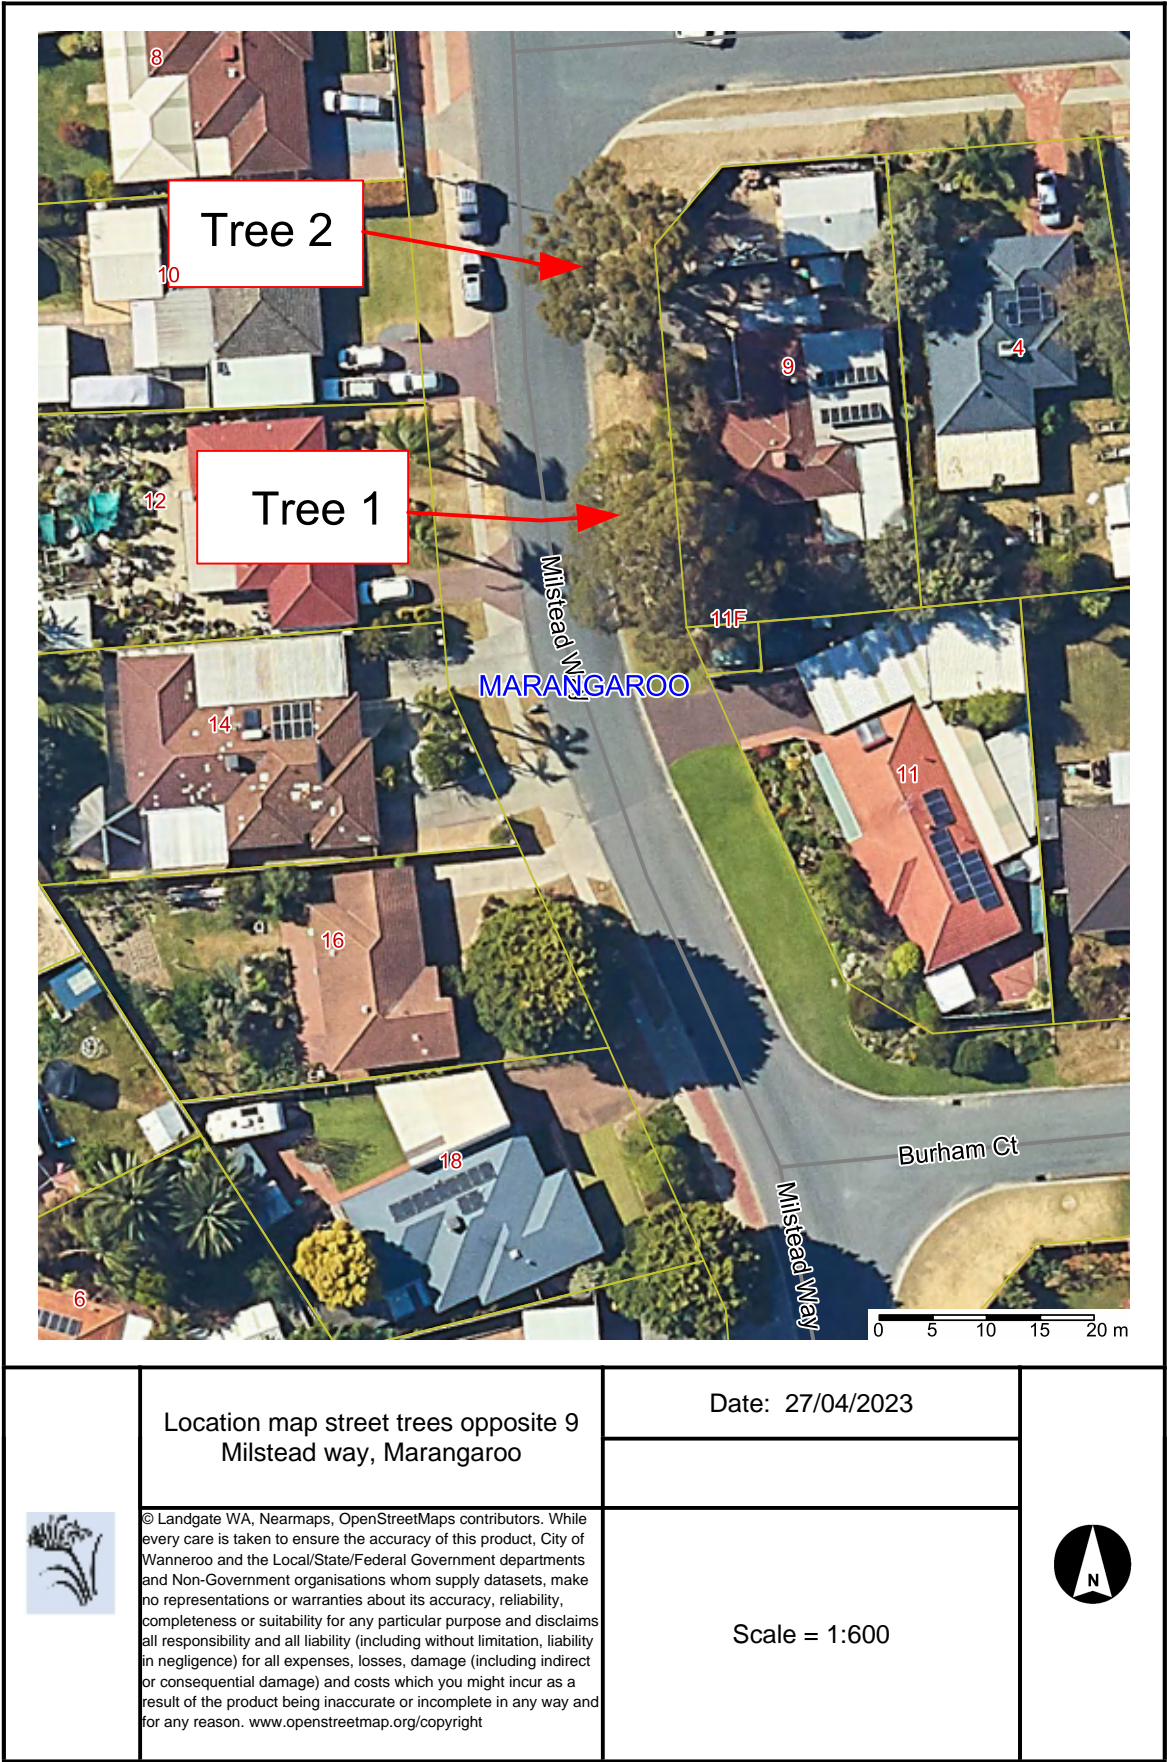 8
Tree 2
10
4
9
Tree 1
12
Milstead Way
11F
MARANGAROO
14
11
16
Burham Ct
18
Milstead Way
6
0 5 10 15 20 m
Location map street trees opposite 9
Milstead way, Marangaroo
Date: 27/04/2023
© Landgate WA, Nearmaps, OpenStreetMaps contributors. While
every care is taken to ensure the accuracy of this product, City of
Wanneroo and the Local/State/Federal Government departments
and Non-Government organisations whom supply datasets, make
no representations or warranties about its accuracy, reliability,
completeness or suitability for any particular purpose and disclaims
all responsibility and all liability (including without limitation, liability
in negligence) for all expenses, losses, damage (including indirect
or consequential damage) and costs which you might incur as a
result of the product being inaccurate or incomplete in any way and
for any reason. www.openstreetmap.org/copyright
Scale = 1:600
N